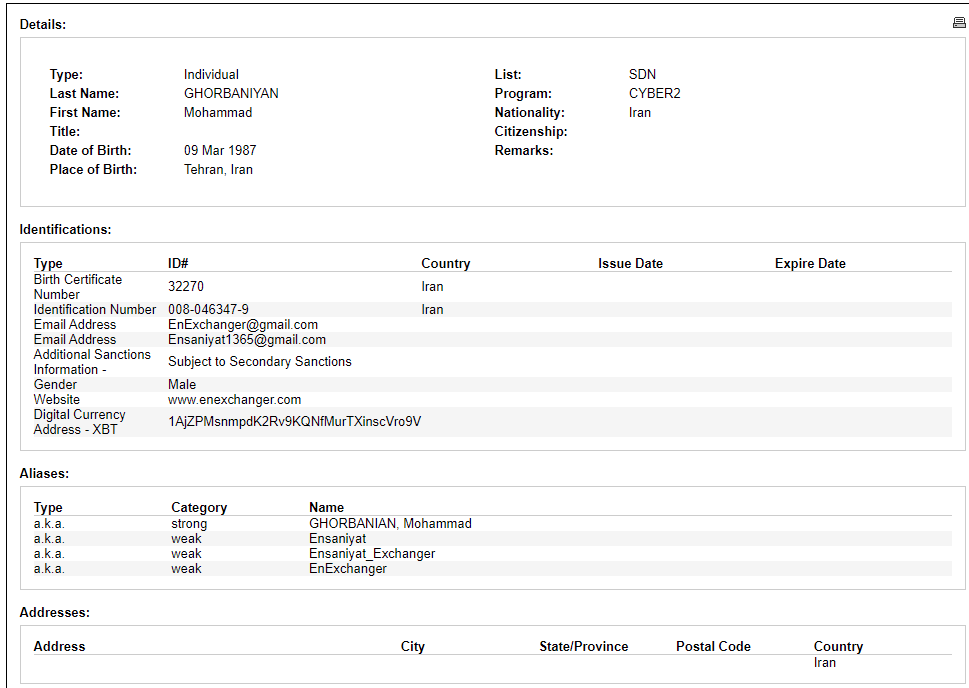 Details:
Type: Individual List: SDN
Last Name: GHORBANIYAN Program: CYBER2
First Name: Mohammad Nationality: Iran
Title: Citizenship:
Date of Birth: 09 Mar 1987 Remarks:
Place of Birth: Tehran, Iran
Identifications:
Type ID# Country Issue Date Expire Date
Birth Certificate
Number 32270 Iran
Identification Number 008-046347-9 Iran
Email Address EnExchanger@gmail.com
Email Address Ensaniyat1365@gmail.com
Additional Sanctions
Information - Subject to Secondary Sanctions
Gender Male
Website www.enexchanger.com
Digital Currency
Address - XBT 1AjZPMsnmpdK2Rv9KQNfMurTXinscVro9V
Aliases:
Type Category Name
a.k.a. strong GHORBANIAN, Mohammad
a.k.a. weak Ensaniyat
a.k.a. weak Ensaniyat_Exchanger
a.k.a. weak EnExchanger
Addresses:
Address City State/Province Postal Code Country
Iran